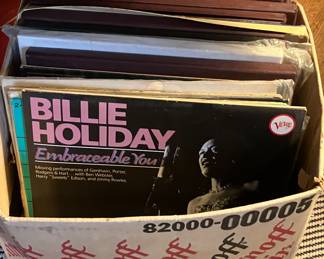 BILLIE
HOLIDAY
Embraceable You
Verve
Moving performances of Gershwin, Porter,
Rodgers & Hart... with Ben Webster,
Harry "Sweets" Edison, and Jimmy Rowles.
82000-00005